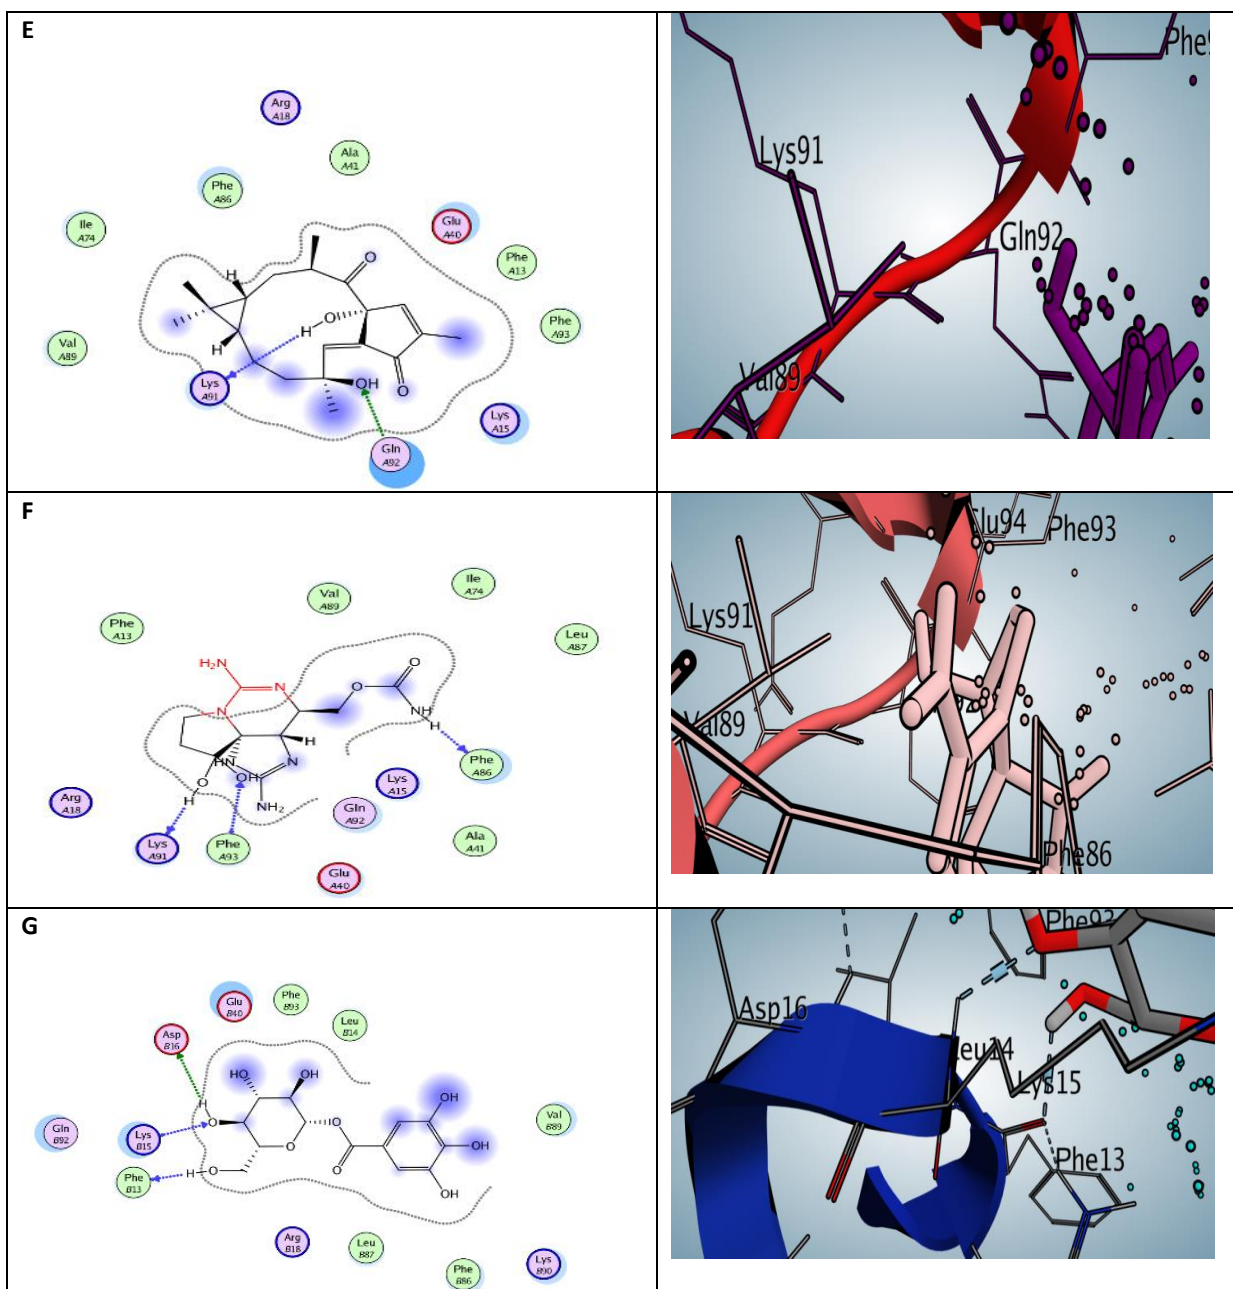 E
Arg
A18
Ala
A41
Phe
A86
Glu
A40
Ile
A74
Phe
A13
Phe
A93
Val
A89
Lys
A91
Lys
A15
Gln
A92
H
O
H
O
H
OH
O
Lys91
Gln92
Val89
F
Ile
A74
Val
A89
Phe
A13
Leu
A87
H₂N
N
O
O
N
NH
H
H
HN
N
OH
O
H
NH₂
Phe
A86
Lys
A15
Arg
A18
Gln
A92
Lys
A91
Phe
A93
Ala
A41
Glu
A40
Glu94
Phe93
Lys91
Val89
Phe86
G
Glu
B40
Phe
B93
Leu
B14
Asp
B16
HO
OH
H
O
OH
Val
B89
Gln
B92
Lys
B15
O
O
OH
H
O
O
Phe
B13
OH
Arg
B18
Leu
B87
Phe
B86
Lys
B90
Asp16
Leu14
Lys15
Phe13